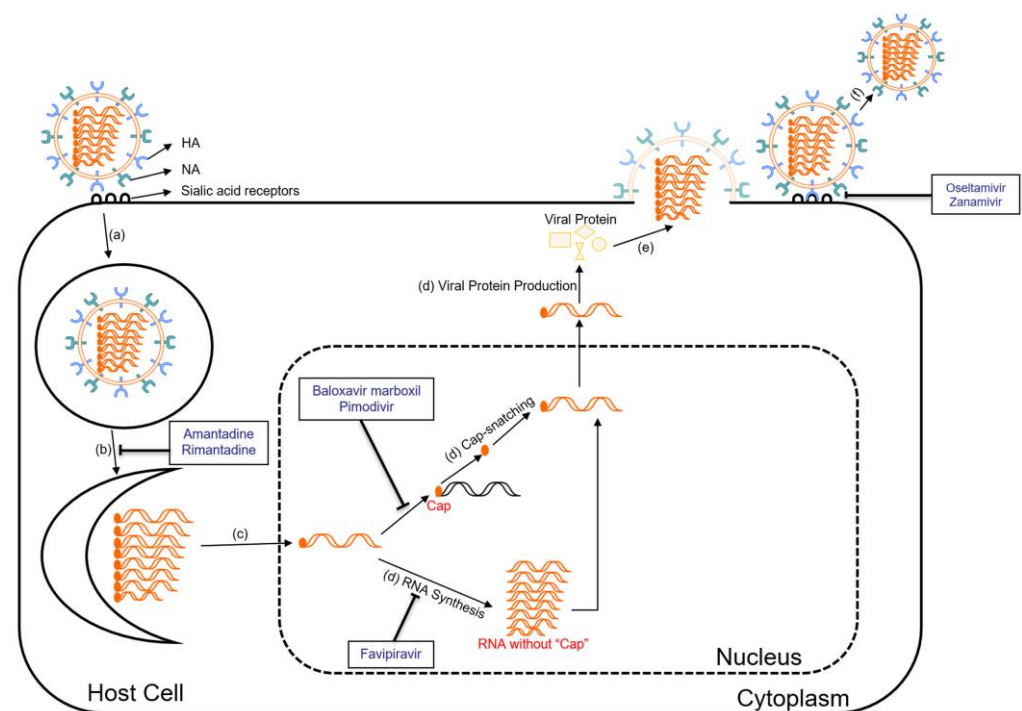 HA
NA
Sialic acid receptors
(a)
(b)
Amantadine
Rimantadine
(c)
Baloxavir marboxil
Pimodivir
Cap
(d) Cap-snatching
(d) RNA Synthesis
Favipiravir
RNA without “Cap”
(d) Viral Protein Production
Viral Protein
(e)
(f)
Oseltamivir
Zanamivir
Nucleus
Host Cell
Cytoplasm